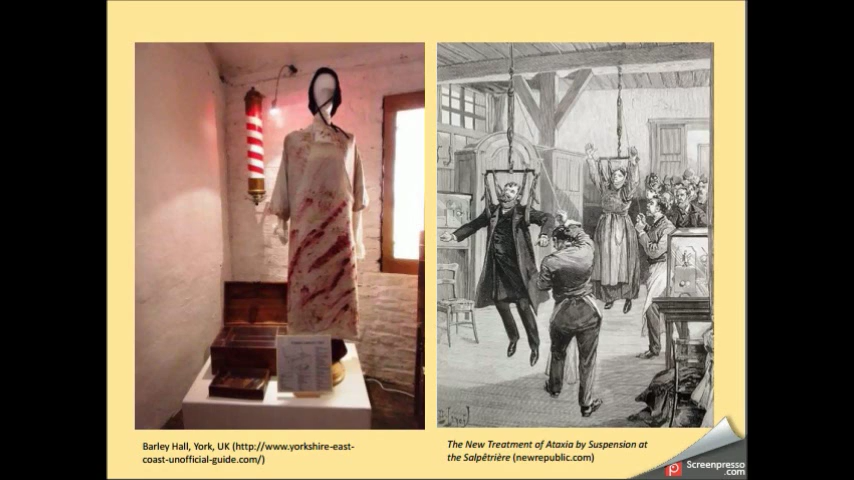 Barley Hall, York, UK (http://www.yorkshire-east-
coast-unofficial-guide.com/)
The New Treatment of Ataxia by Suspension at
the Salpêtrière (newrepublic.com)
Screenpresso
.com